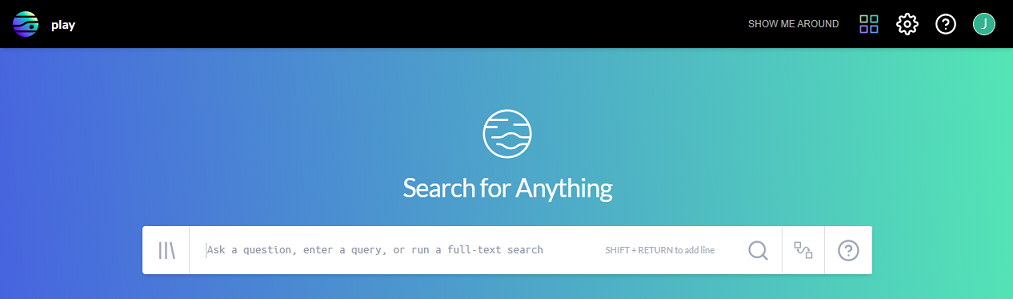 play
SHOW ME AROUND
J
Search for Anything
Ask a question, enter a query, or run a full-text search
SHIFT + RETURN to add line